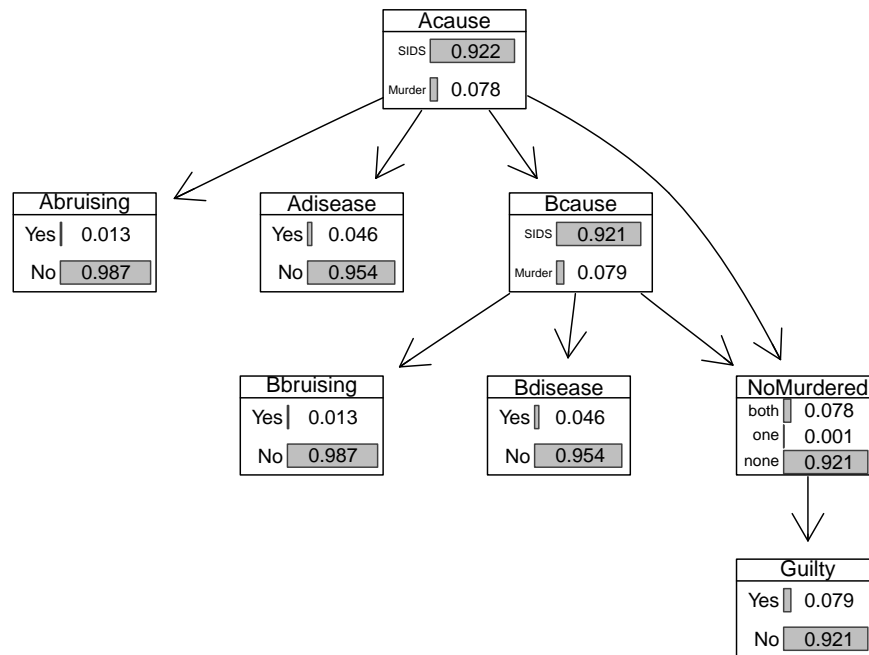 Acause
SIDS 0.922
Murder 0.078
Abruising
Yes 0.013
No 0.987
Adisease
Yes 0.046
No 0.954
Bcause
SIDS 0.921
Murder 0.079
Bbruising
Yes 0.013
No 0.987
Bdisease
Yes 0.046
No 0.954
NoMurdered
both 0.078
one 0.001
none 0.921
Guilty
Yes 0.079
No 0.921